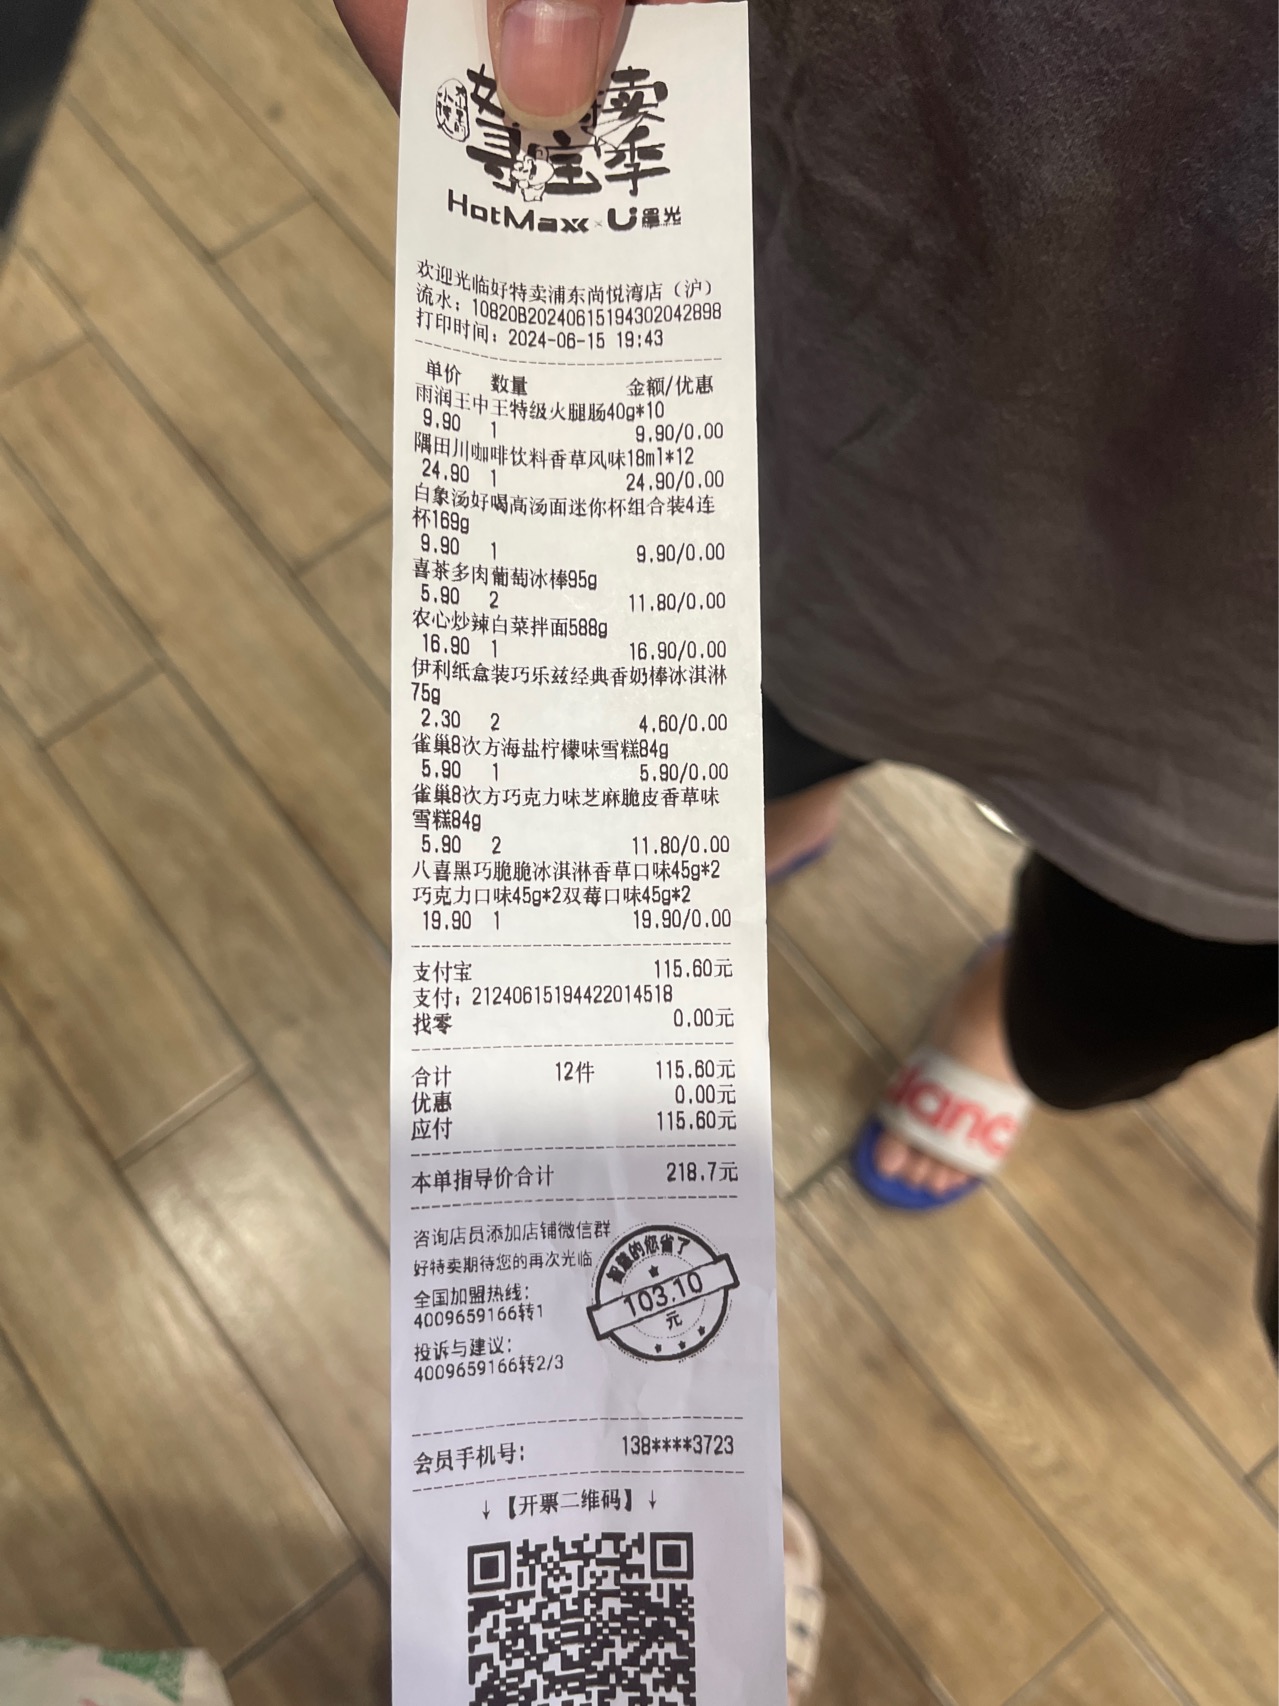 卖
寻宝季
HotMaxx × U 星光
欢迎光临好特卖浦东尚悦湾店（沪）
流水：10820B20240615194302042898
打印时间：2024-06-15 19:43
单价 数量 金额/优惠
雨润王中王特级火腿肠40g*10
9.90 1 9.90/0.00
隅田川咖啡饮料香草风味18ml*12
24.90 1 24.90/0.00
白象汤好喝高汤面迷你杯组合装4连
杯169g
9.90 1 9.90/0.00
喜茶多肉葡萄冰棒95g
5.90 2 11.80/0.00
农心炒辣白菜拌面588g
16.90 1 16.90/0.00
伊利纸盒装巧乐兹经典香奶棒冰淇淋
75g
2.30 2 4.60/0.00
雀巢8次方海盐柠檬味雪糕84g
5.90 1 5.90/0.00
雀巢8次方巧克力味芝麻脆皮香草味
雪糕84g
5.90 2 11.80/0.00
八喜黑巧脆脆冰淇淋香草口味45g*2
巧克力口味45g*2双莓口味45g*2
19.90 1 19.90/0.00
支付宝 115.60元
支付：21240615194422014518
找零 0.00元
合计 12件 115.60元
优惠 0.00元
应付 115.60元
本单指导价合计 218.7元
咨询店员添加店铺微信群
好特卖期待您的再次光临
全国加盟热线：
4009659166转1
投诉与建议：
4009659166转2/3
智慧的您省了
103.10
元
会员手机号： 138****3723
↓【开票二维码】↓